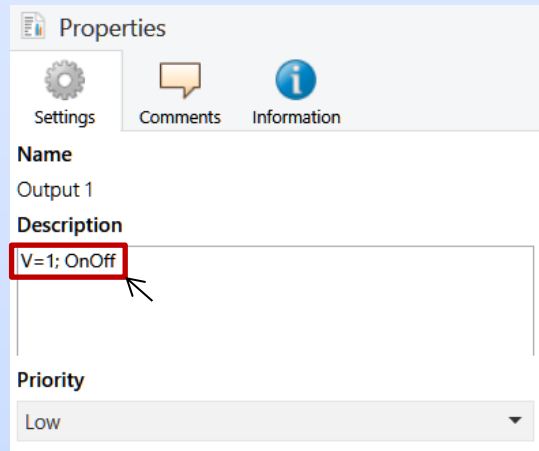 Properties
Settings Comments Information
Name
Output 1
Description
V=1; OnOff
Priority
Low